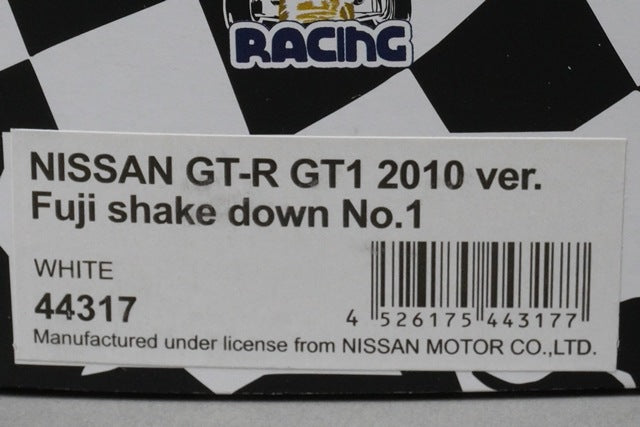 RACING
NISSAN GT-R GT1 2010 ver.
Fuji shake down No.1
WHITE
44317
4 526175 443177
Manufactured under license from NISSAN MOTOR CO.,LTD.